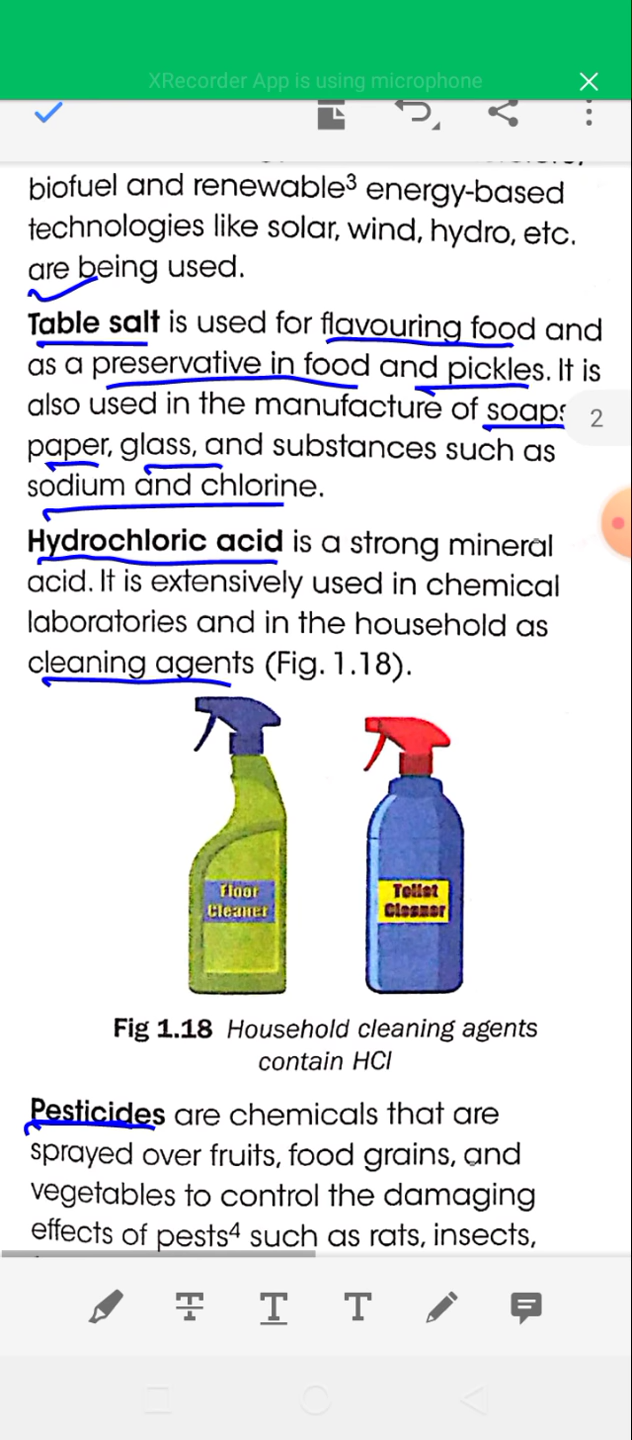 XRecorder App is using microphone
biofuel and renewable³ energy-based
technologies like solar, wind, hydro, etc.
are being used.
Table salt is used for flavouring food and
as a preservative in food and pickles. It is
also used in the manufacture of soaps
2
paper, glass, and substances such as
sodium and chlorine.
Hydrochloric acid is a strong mineral
acid. It is extensively used in chemical
laboratories and in the household as
cleaning agents (Fig. 1.18).
Floor
Cleaner
Toilet
Cleaner
Fig 1.18 Household cleaning agents
contain HCl
Pesticides are chemicals that are
sprayed over fruits, food grains, and
vegetables to control the damaging
effects of pests⁴ such as rats, insects,